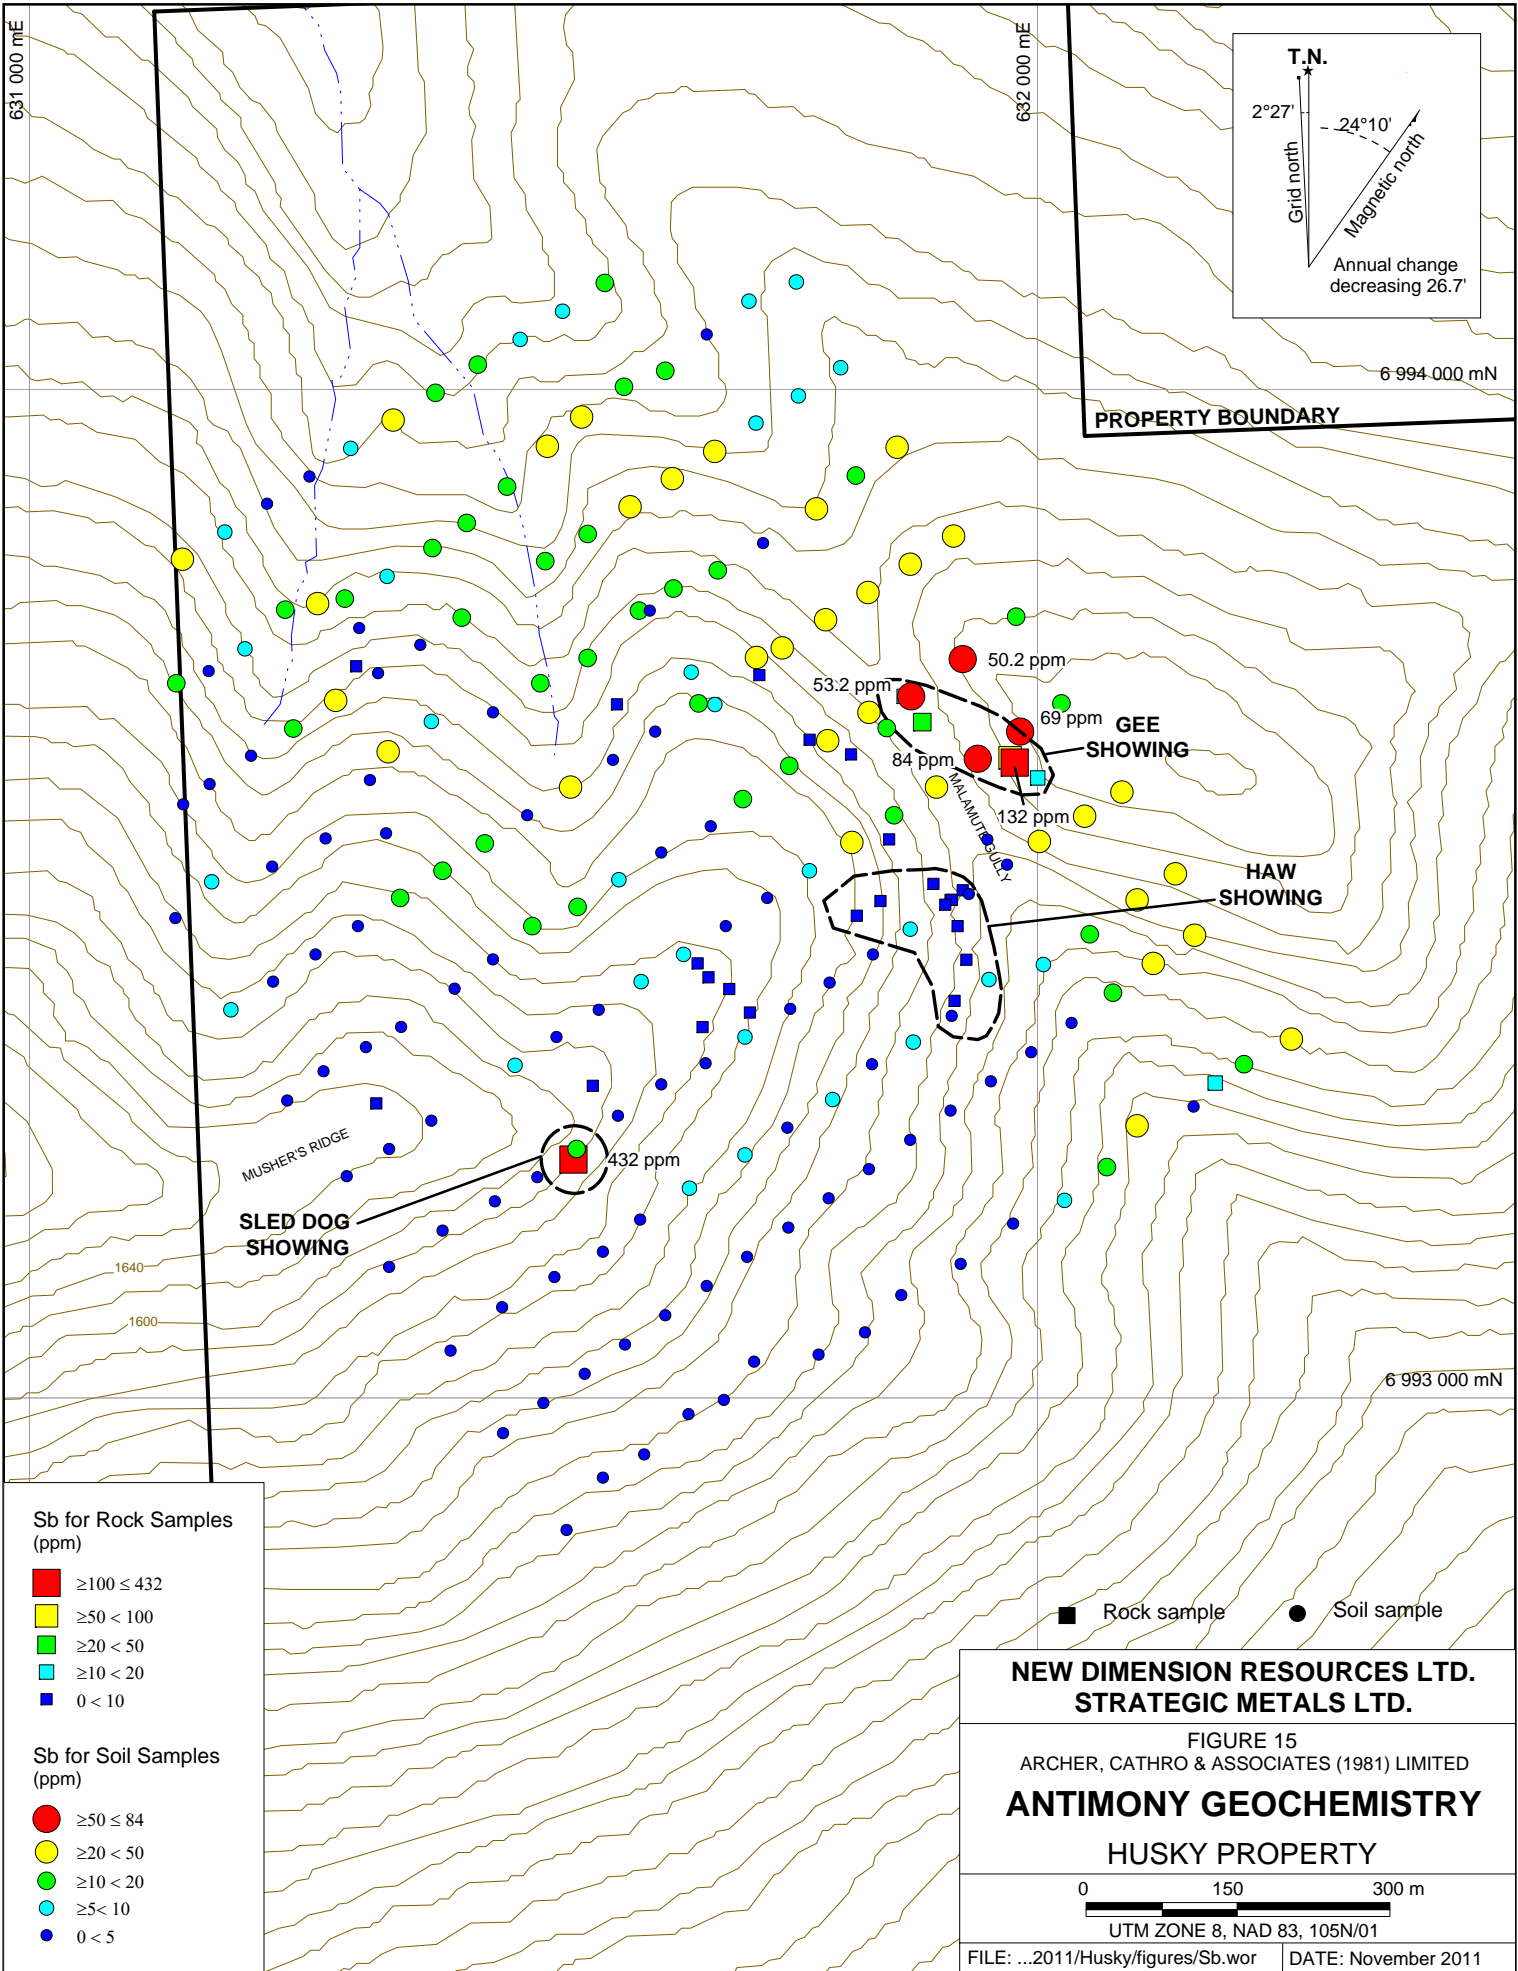 631 000 mE
632 000 mE
T.N.
2°27'
24°10'
Grid north
Magnetic north
Annual change
decreasing 26.7'
6 994 000 mN
PROPERTY BOUNDARY
50.2 ppm
53.2 ppm
69 ppm
GEE
SHOWING
84 ppm
MALAMUTE GULLY
132 ppm
HAW
SHOWING
MUSHER'S RIDGE
432 ppm
SLED DOG
SHOWING
1640
1600
6 993 000 mN
Sb for Rock Samples
(ppm)
≥100 ≤ 432
≥50 < 100
≥20 < 50
≥10 < 20
0 < 10
Sb for Soil Samples
(ppm)
≥50 ≤ 84
≥20 < 50
≥10 < 20
≥5< 10
0 < 5
Rock sample
Soil sample
NEW DIMENSION RESOURCES LTD.
STRATEGIC METALS LTD.
FIGURE 15
ARCHER, CATHRO & ASSOCIATES (1981) LIMITED
ANTIMONY GEOCHEMISTRY
HUSKY PROPERTY
0 150 300 m
UTM ZONE 8, NAD 83, 105N/01
FILE: ...2011/Husky/figures/Sb.wor
DATE: November 2011